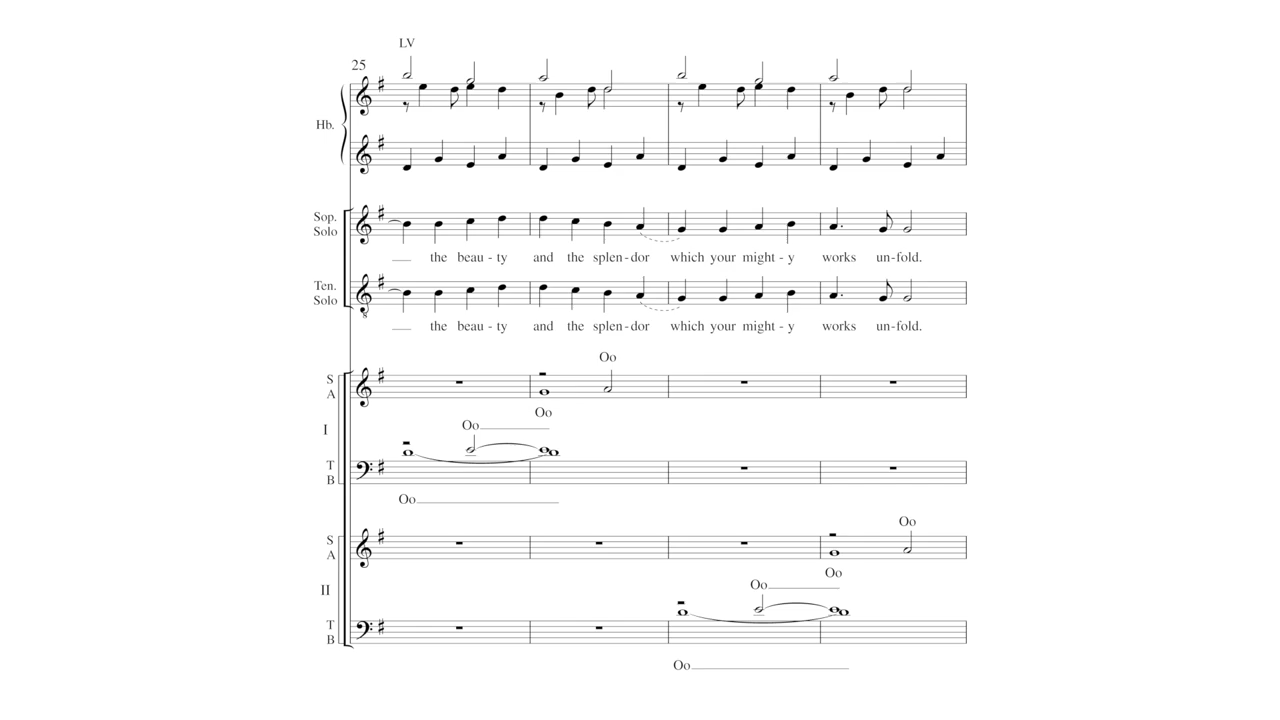 LV
25
Hb.
Sop.
Solo
the beau - ty and the splen - dor which your might - y works un - fold.
Ten.
Solo
8
the beau - ty and the splen - dor which your might - y works un - fold.
Oo
S
A
Oo
I
Oo
T
B
Oo
Oo
S
A
Oo
II
Oo
T
B
Oo